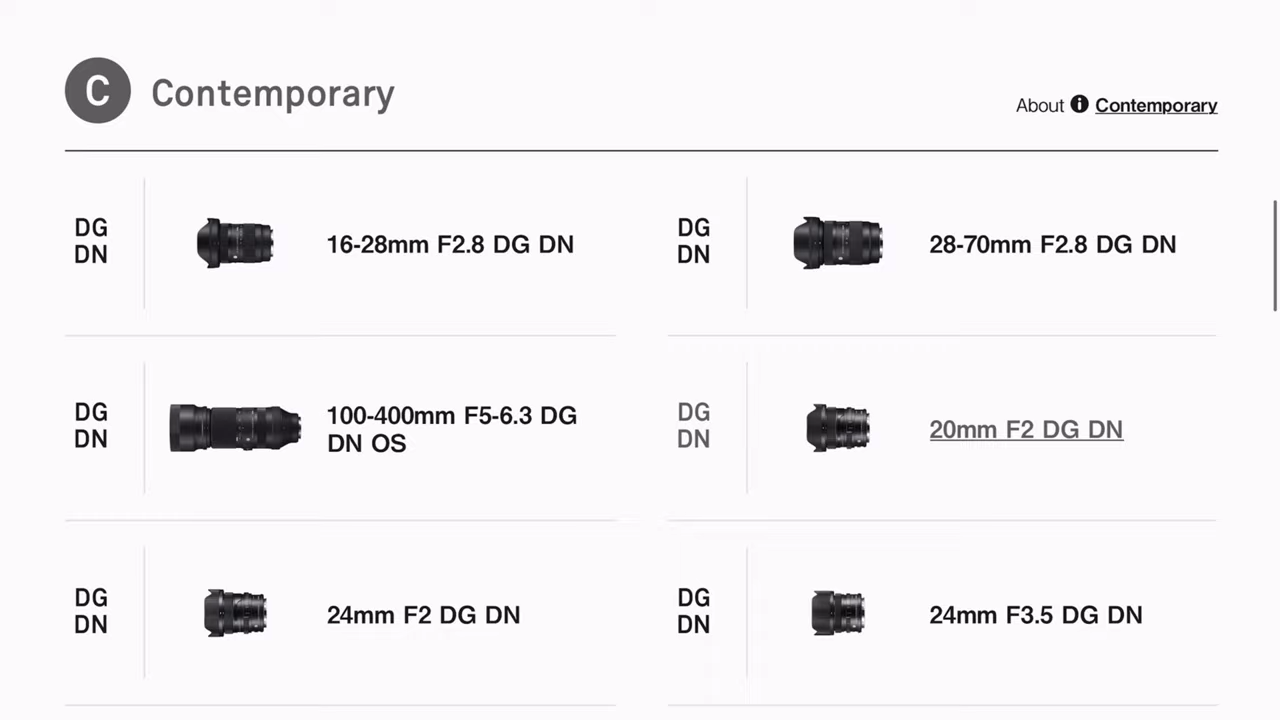 C Contemporary
About i Contemporary
DG
DN
16-28mm F2.8 DG DN
DG
DN
28-70mm F2.8 DG DN
DG
DN
100-400mm F5-6.3 DG
DN OS
DG
DN
20mm F2 DG DN
DG
DN
24mm F2 DG DN
DG
DN
24mm F3.5 DG DN